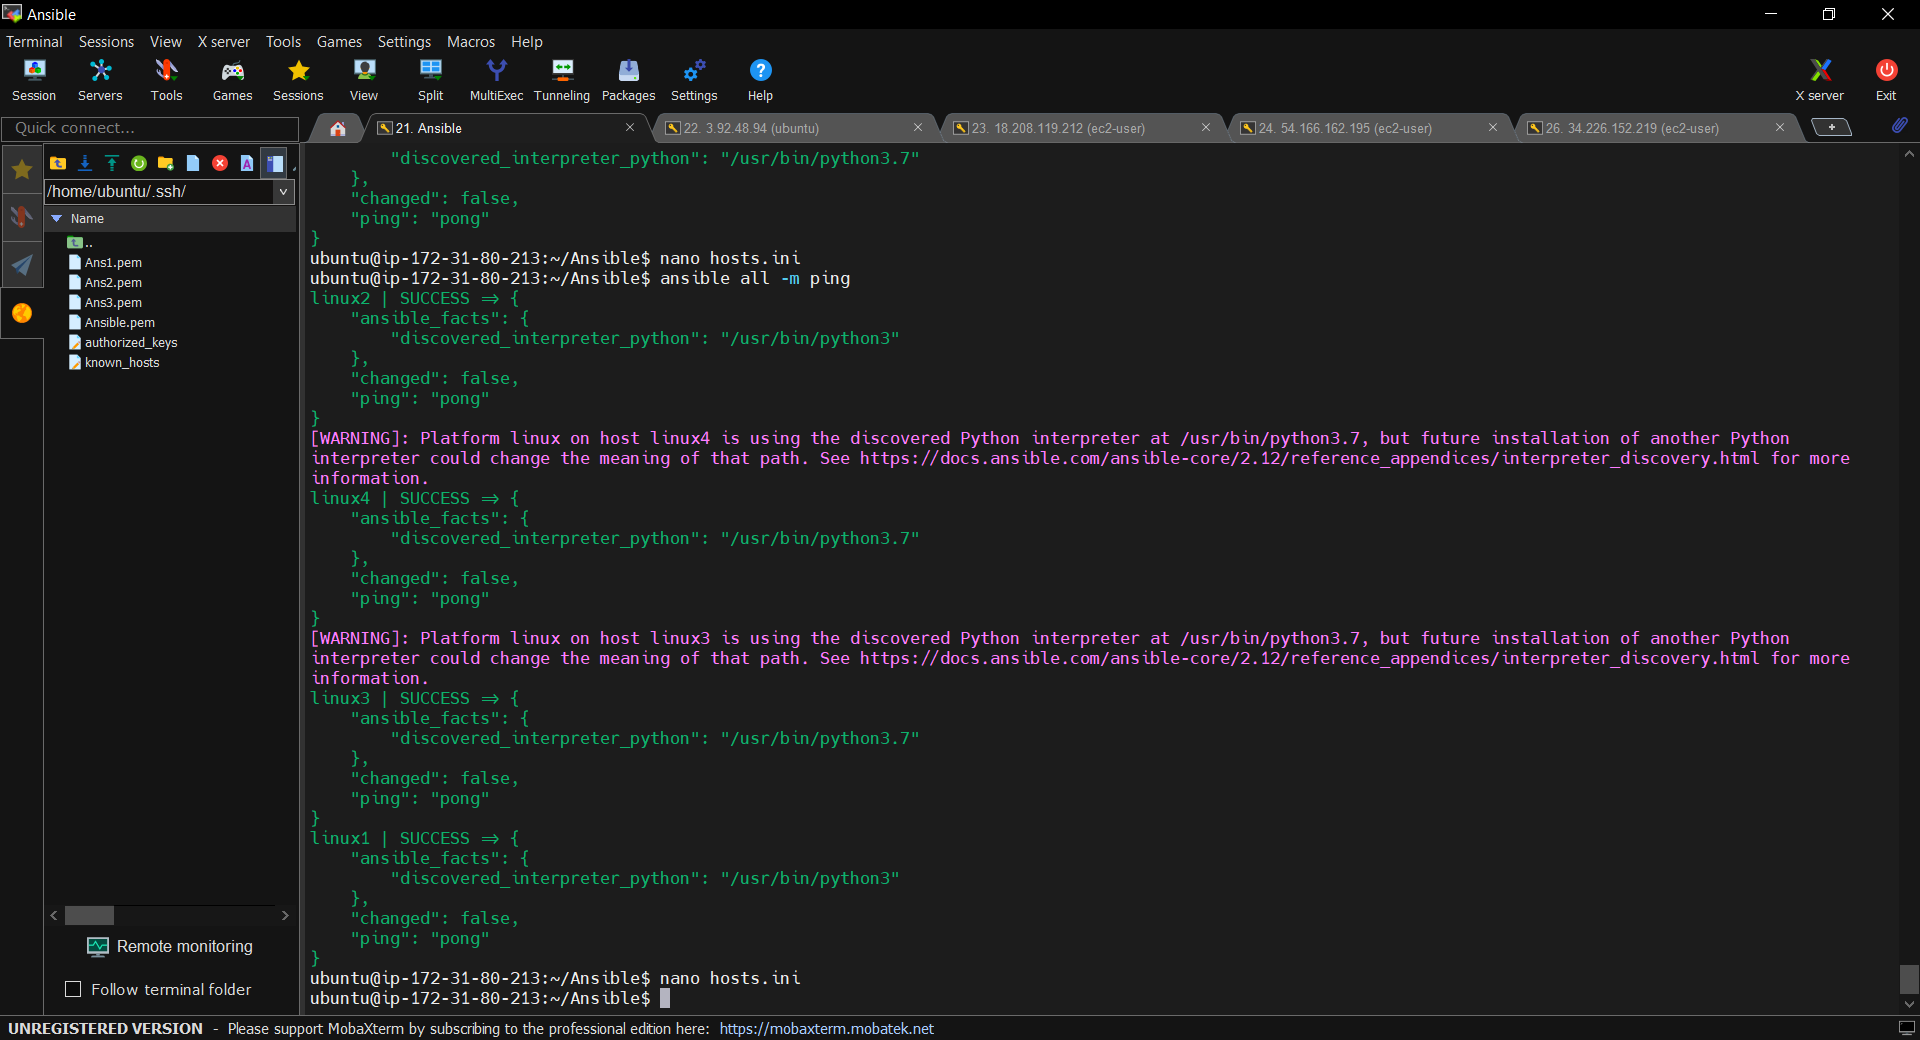 Ansible
Terminal Sessions View X server Tools Games Settings Macros Help
Session Servers Tools Games Sessions View Split MultiExec Tunneling Packages Settings Help X server Exit
Quick connect...
21. Ansible
22. 3.92.48.94 (ubuntu)
23. 18.208.119.212 (ec2-user)
24. 54.166.162.195 (ec2-user)
26. 34.226.152.219 (ec2-user)
/home/ubuntu/.ssh/
Name
..
Ans1.pem
Ans2.pem
Ans3.pem
Ansible.pem
authorized_keys
known_hosts
Remote monitoring
Follow terminal folder
        "discovered_interpreter_python": "/usr/bin/python3.7"
    },
    "changed": false,
    "ping": "pong"
}
ubuntu@ip-172-31-80-213:~/Ansible$ nano hosts.ini
ubuntu@ip-172-31-80-213:~/Ansible$ ansible all -m ping
linux2 | SUCCESS => {
    "ansible_facts": {
        "discovered_interpreter_python": "/usr/bin/python3"
    },
    "changed": false,
    "ping": "pong"
}
[WARNING]: Platform linux on host linux4 is using the discovered Python interpreter at /usr/bin/python3.7, but future installation of another Python
interpreter could change the meaning of that path. See https://docs.ansible.com/ansible-core/2.12/reference_appendices/interpreter_discovery.html for more
information.
linux4 | SUCCESS => {
    "ansible_facts": {
        "discovered_interpreter_python": "/usr/bin/python3.7"
    },
    "changed": false,
    "ping": "pong"
}
[WARNING]: Platform linux on host linux3 is using the discovered Python interpreter at /usr/bin/python3.7, but future installation of another Python
interpreter could change the meaning of that path. See https://docs.ansible.com/ansible-core/2.12/reference_appendices/interpreter_discovery.html for more
information.
linux3 | SUCCESS => {
    "ansible_facts": {
        "discovered_interpreter_python": "/usr/bin/python3.7"
    },
    "changed": false,
    "ping": "pong"
}
linux1 | SUCCESS => {
    "ansible_facts": {
        "discovered_interpreter_python": "/usr/bin/python3"
    },
    "changed": false,
    "ping": "pong"
}
ubuntu@ip-172-31-80-213:~/Ansible$ nano hosts.ini
ubuntu@ip-172-31-80-213:~/Ansible$
UNREGISTERED VERSION - Please support MobaXterm by subscribing to the professional edition here: https://mobaxterm.mobatek.net